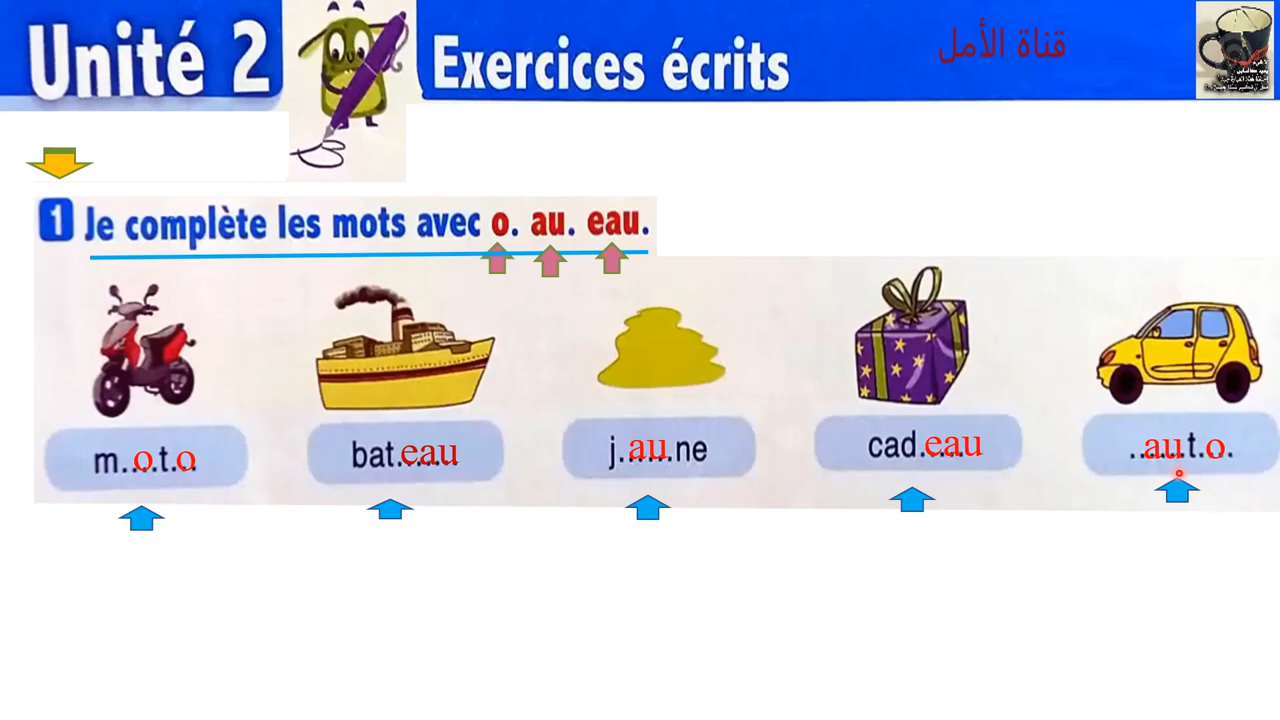 Unité 2
Exercices écrits
قناة الأمل
1 Je complète les mots avec o. au. eau.
m...o..t..o
bat.eau
j.au.ne
cad.eau
...au..t.o..